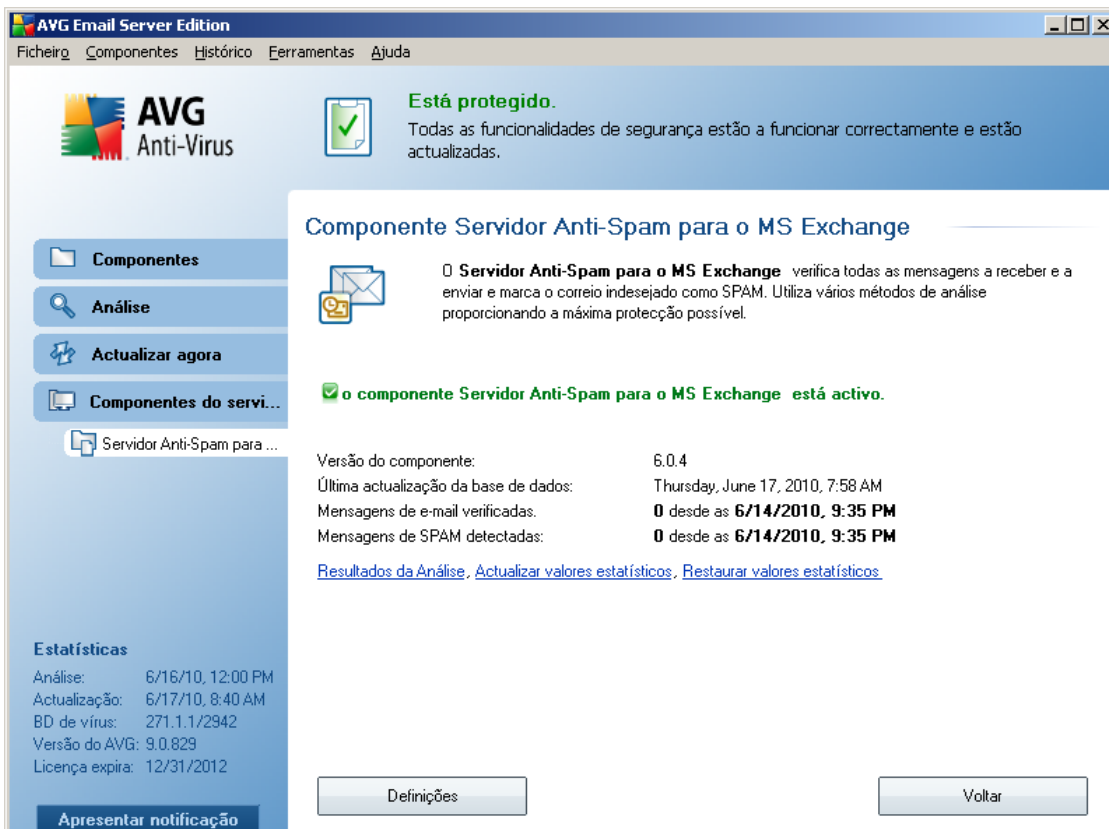 AVG Email Server Edition
Ficheiro Componentes Histórico Ferramentas Ajuda
AVG
Anti-Virus
Está protegido.
Todas as funcionalidades de segurança estão a funcionar correctamente e estão
actualizadas.
Componentes
Análise
Actualizar agora
Componentes do servi...
Servidor Anti-Spam para ...
Componente Servidor Anti-Spam para o MS Exchange
O Servidor Anti-Spam para o MS Exchange verifica todas as mensagens a receber e a
enviar e marca o correio indesejado como SPAM. Utiliza vários métodos de análise
proporcionando a máxima protecção possível.
o componente Servidor Anti-Spam para o MS Exchange está activo.
Versão do componente: 6.0.4
Última actualização da base de dados: Thursday, June 17, 2010, 7:58 AM
Mensagens de e-mail verificadas. 0 desde as 6/14/2010, 9:35 PM
Mensagens de SPAM detectadas: 0 desde as 6/14/2010, 9:35 PM
Resultados da Análise, Actualizar valores estatísticos, Restaurar valores estatísticos
Estatísticas
Análise: 6/16/10, 12:00 PM
Actualização: 6/17/10, 8:40 AM
BD de vírus: 271.1.1/2942
Versão do AVG: 9.0.829
Licença expira: 12/31/2012
Apresentar notificação
Definições
Voltar